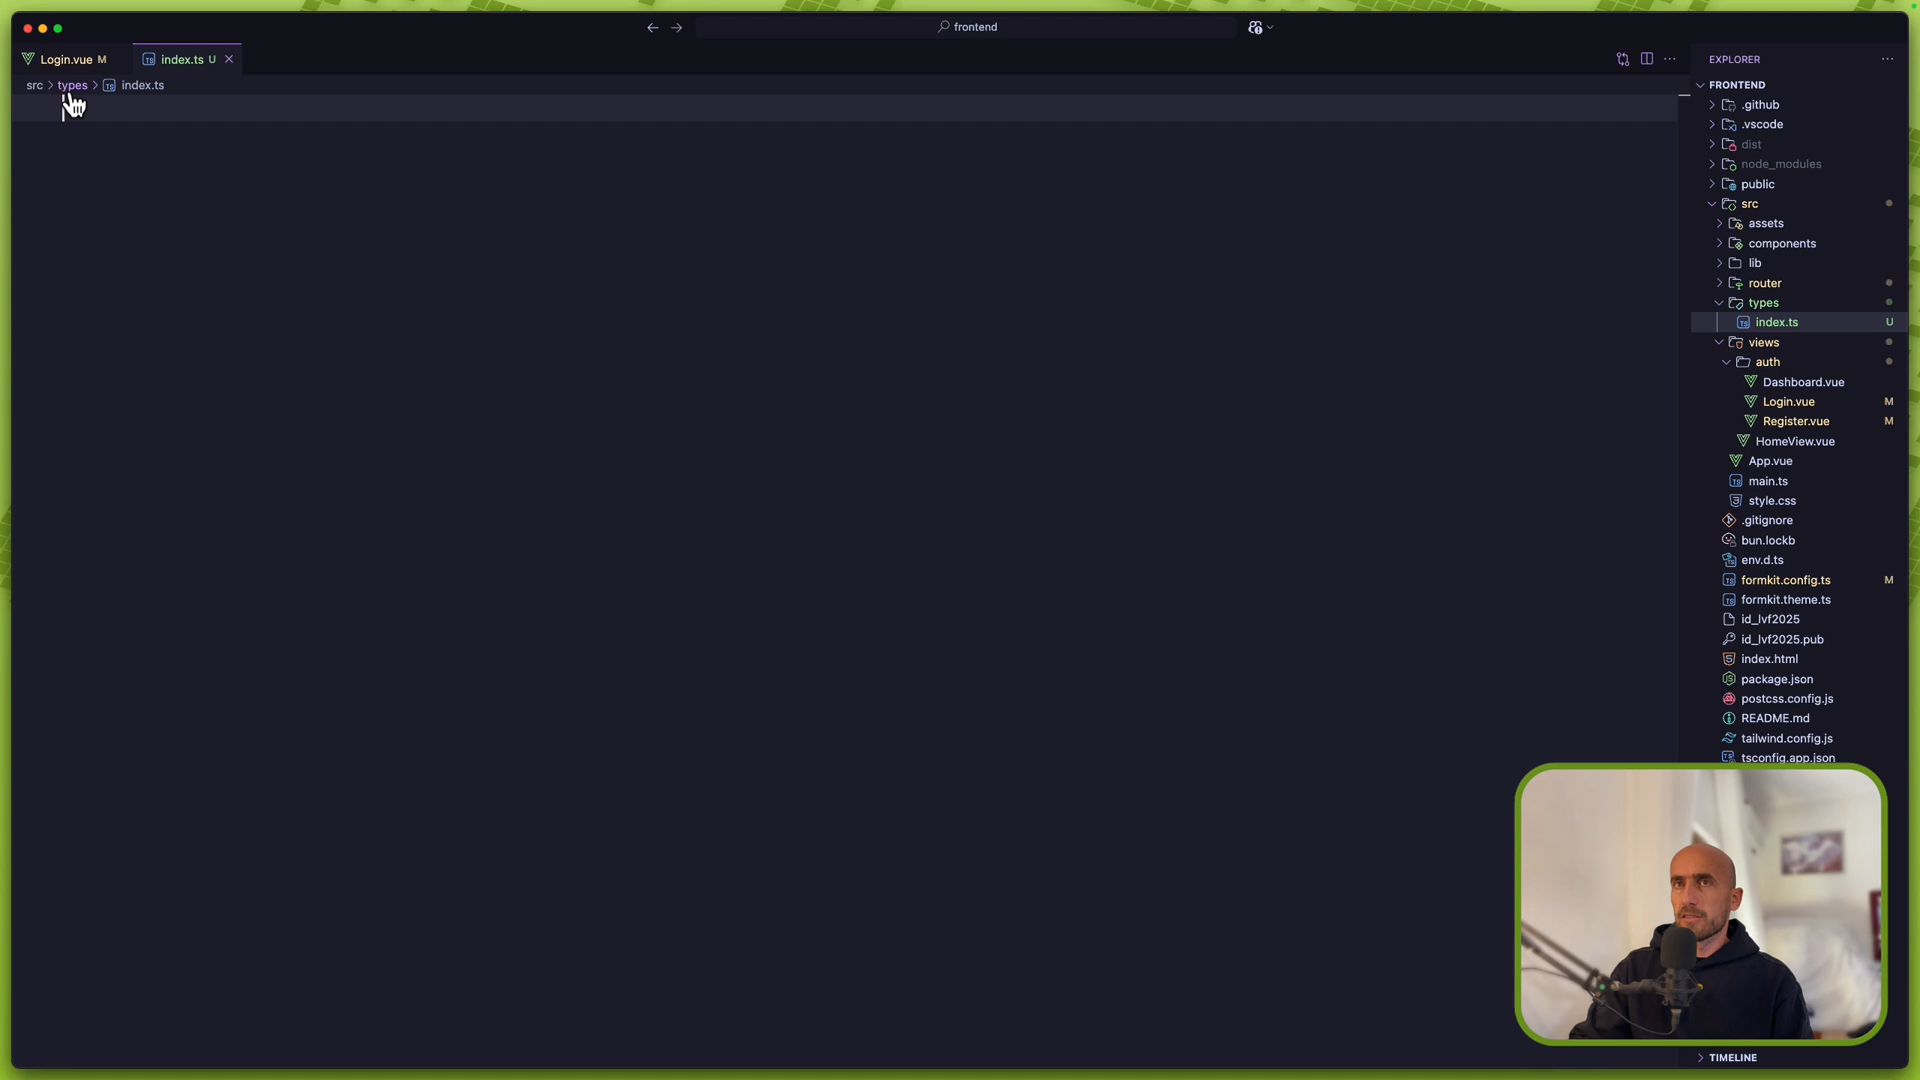 frontend
Login.vue M
index.ts U
src > types > index.ts
EXPLORER
FRONTEND
.github
.vscode
dist
node_modules
public
src
assets
components
lib
router
types
index.ts U
views
auth
Dashboard.vue
Login.vue M
Register.vue M
HomeView.vue
App.vue
main.ts
style.css
.gitignore
bun.lockb
env.d.ts
formkit.config.ts M
formkit.theme.ts
id_lvf2025
id_lvf2025.pub
index.html
package.json
postcss.config.js
README.md
tailwind.config.js
tsconfig.app.json
TIMELINE